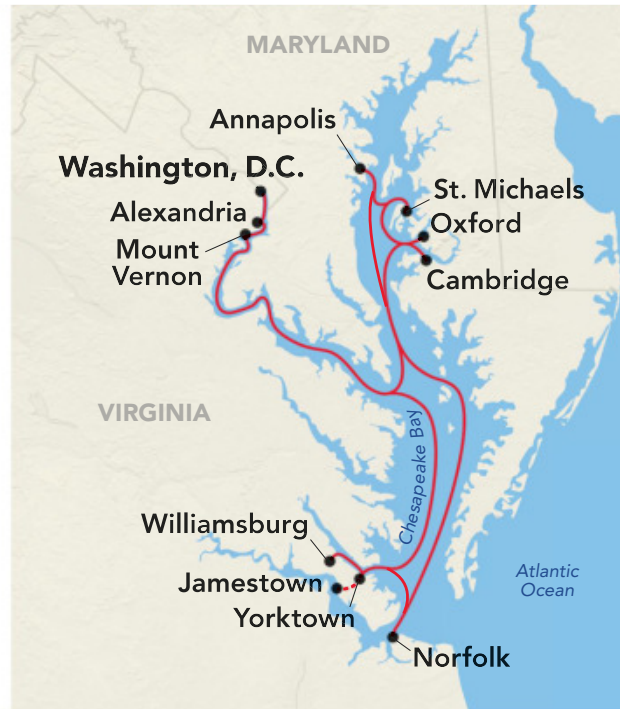 MARYLAND
Annapolis
Washington, D.C.
St. Michaels
Alexandria
Oxford
Mount
Vernon
Cambridge
VIRGINIA
Chesapeake Bay
Williamsburg
Jamestown
Atlantic
Ocean
Yorktown
Norfolk